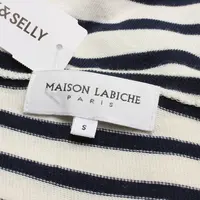 & SELLY
MAISON LABICHE
PARIS
S